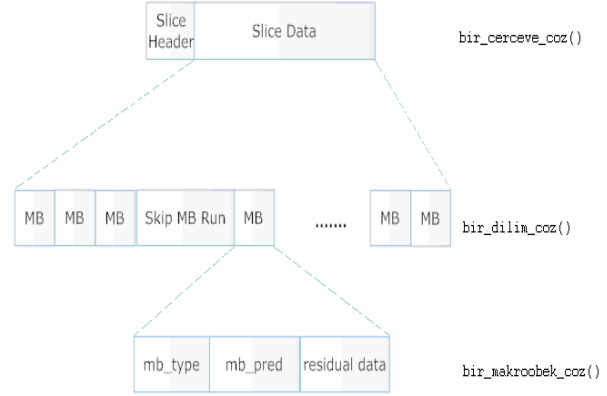 Slice
Header
Slice Data
bir_cerceve_coz()
MB
MB
MB
Skip MB Run
MB
.......
MB
MB
bir_dilim_coz()
mb_type
mb_pred
residual data
bir_makroobek_coz()